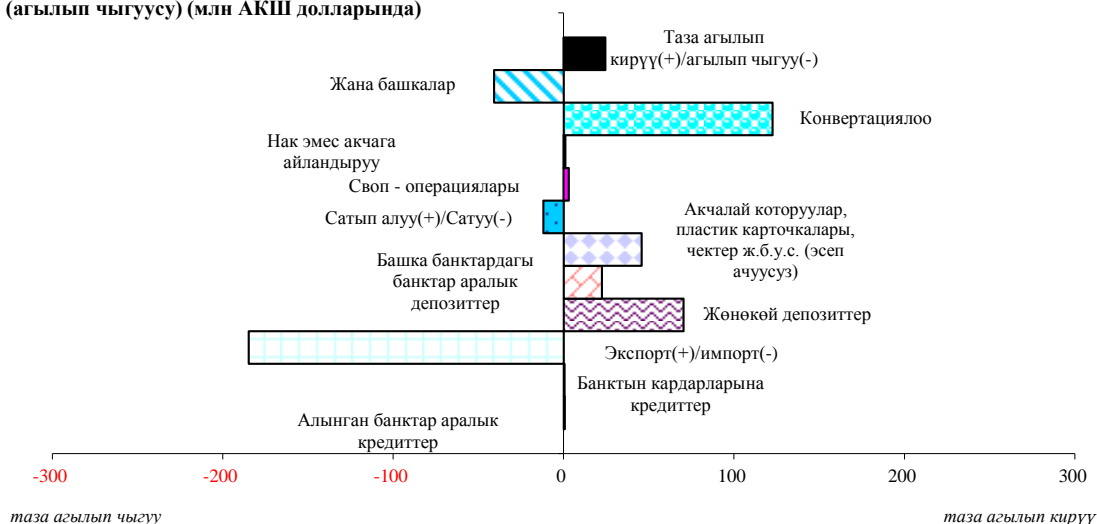 (агылып чыгуусу) (млн АКШ долларында)
Таза агылып
кирүү(+)/агылып чыгуу(-)
Жана башкалар
Конвертациялоо
Нак эмес акчага
айландыруу
Своп - операциялары
Сатып алуу(+)/Сатуу(-)
Акчалай которуулар,
пластик карточкалары,
чектер ж.б.у.с. (эсеп
ачуусуз)
Башка банктардагы
банктар аралык
депозиттер
Жөнөкөй депозиттер
Экспорт(+)/импорт(-)
Банктын кардарларына
кредиттер
Алынган банктар аралык
кредиттер
-300 -200 -100 0 100 200 300
таза агылып чыгуу таза агылып кирүү